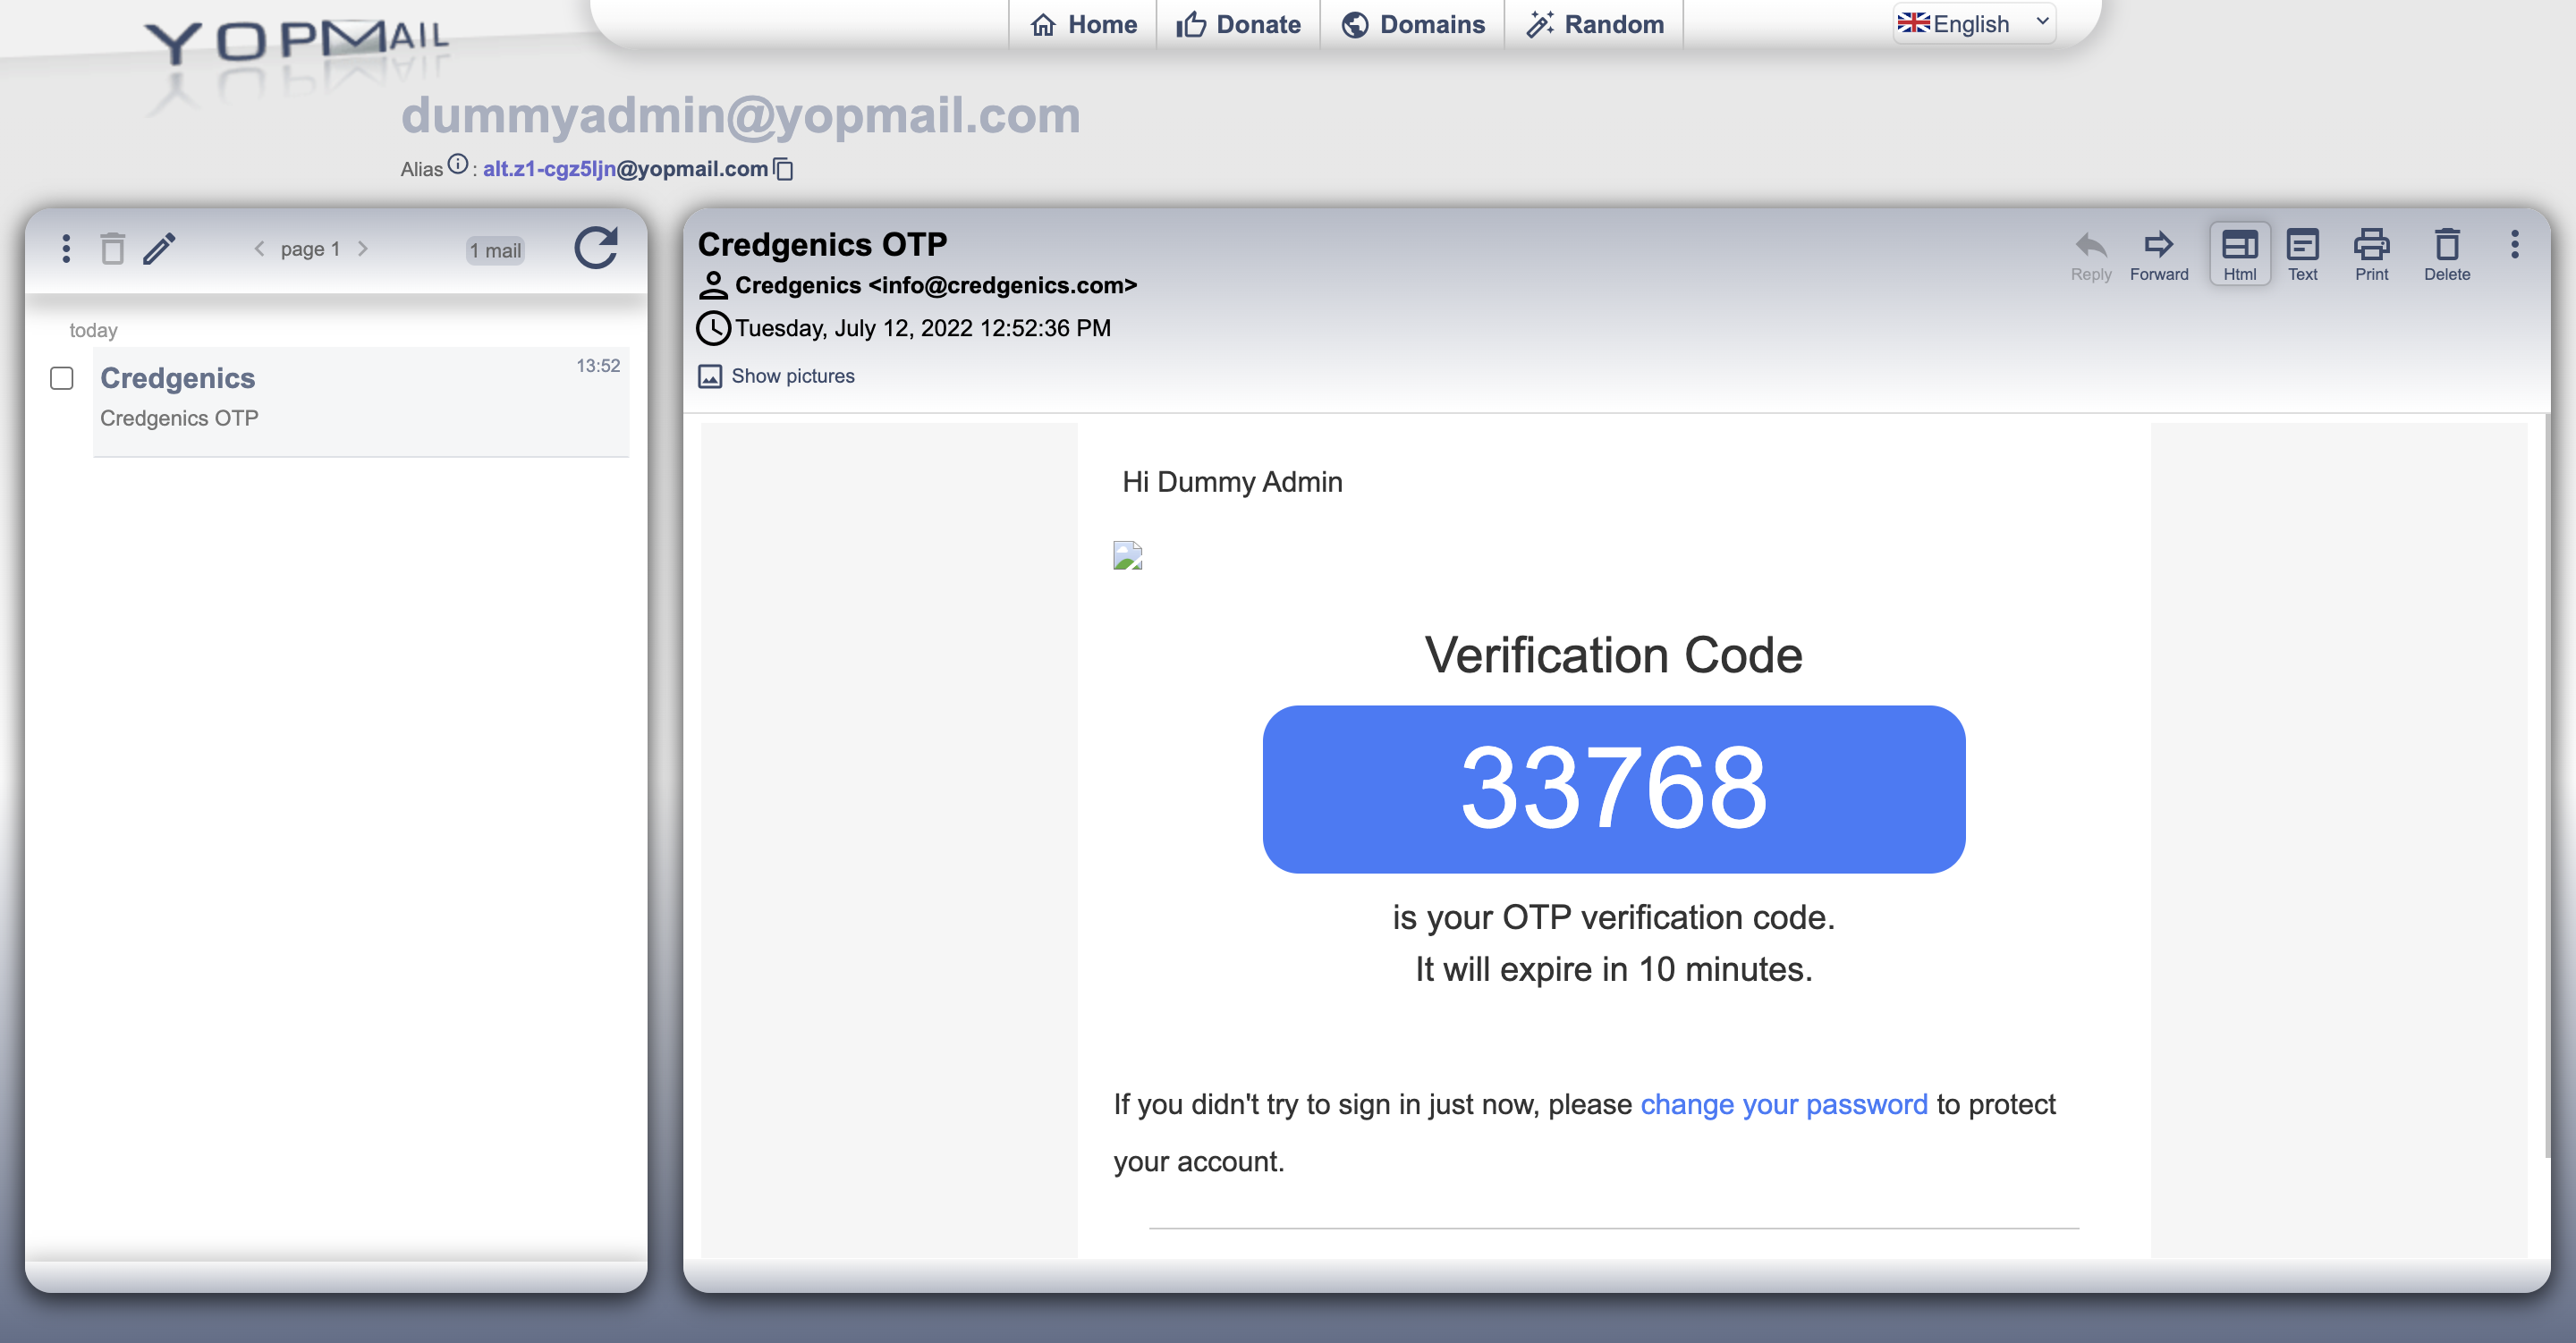 YOPMAIL
Home
Donate
Domains
Random
English
dummyadmin@yopmail.com
Alias : alt.z1-cgz5ljn@yopmail.com
page 1
1 mail
today
Credgenics
13:52
Credgenics OTP
Credgenics OTP
Credgenics <info@credgenics.com>
Tuesday, July 12, 2022 12:52:36 PM
Show pictures
Reply
Forward
Html
Text
Print
Delete
Hi Dummy Admin
Verification Code
33768
is your OTP verification code.
It will expire in 10 minutes.
If you didn't try to sign in just now, please change your password to protect
your account.